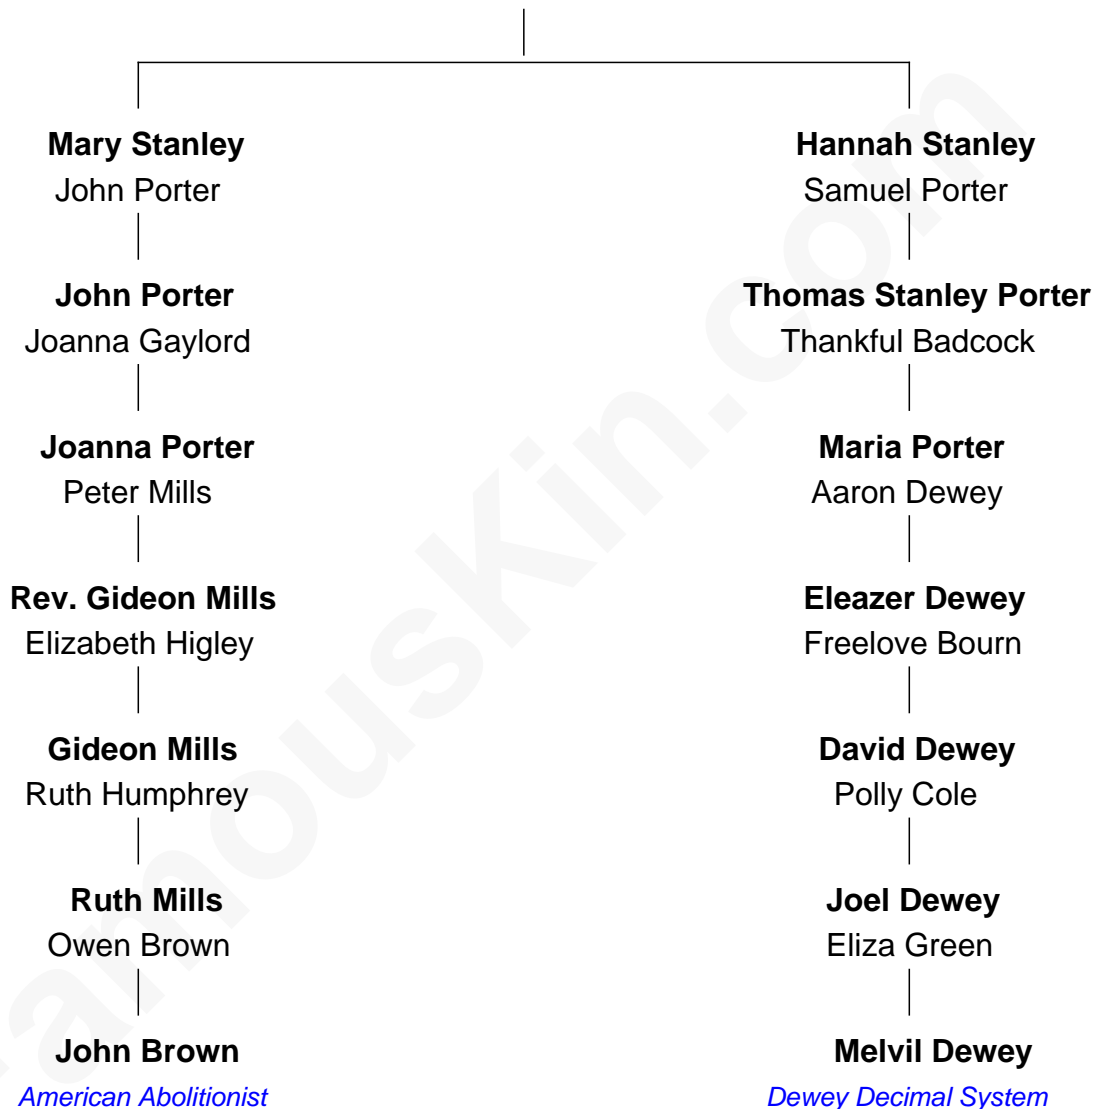 Mary Stanley
John Porter
John Porter
Joanna Gaylord
Joanna Porter
Peter Mills
Rev. Gideon Mills
Elizabeth Higley
Gideon Mills
Ruth Humphrey
Ruth Mills
Owen Brown
John Brown
American Abolitionist
Hannah Stanley
Samuel Porter
Thomas Stanley Porter
Thankful Badcock
Maria Porter
Aaron Dewey
Eleazer Dewey
Freelove Bourn
David Dewey
Polly Cole
Joel Dewey
Eliza Green
Melvil Dewey
Dewey Decimal System
amouskin.com